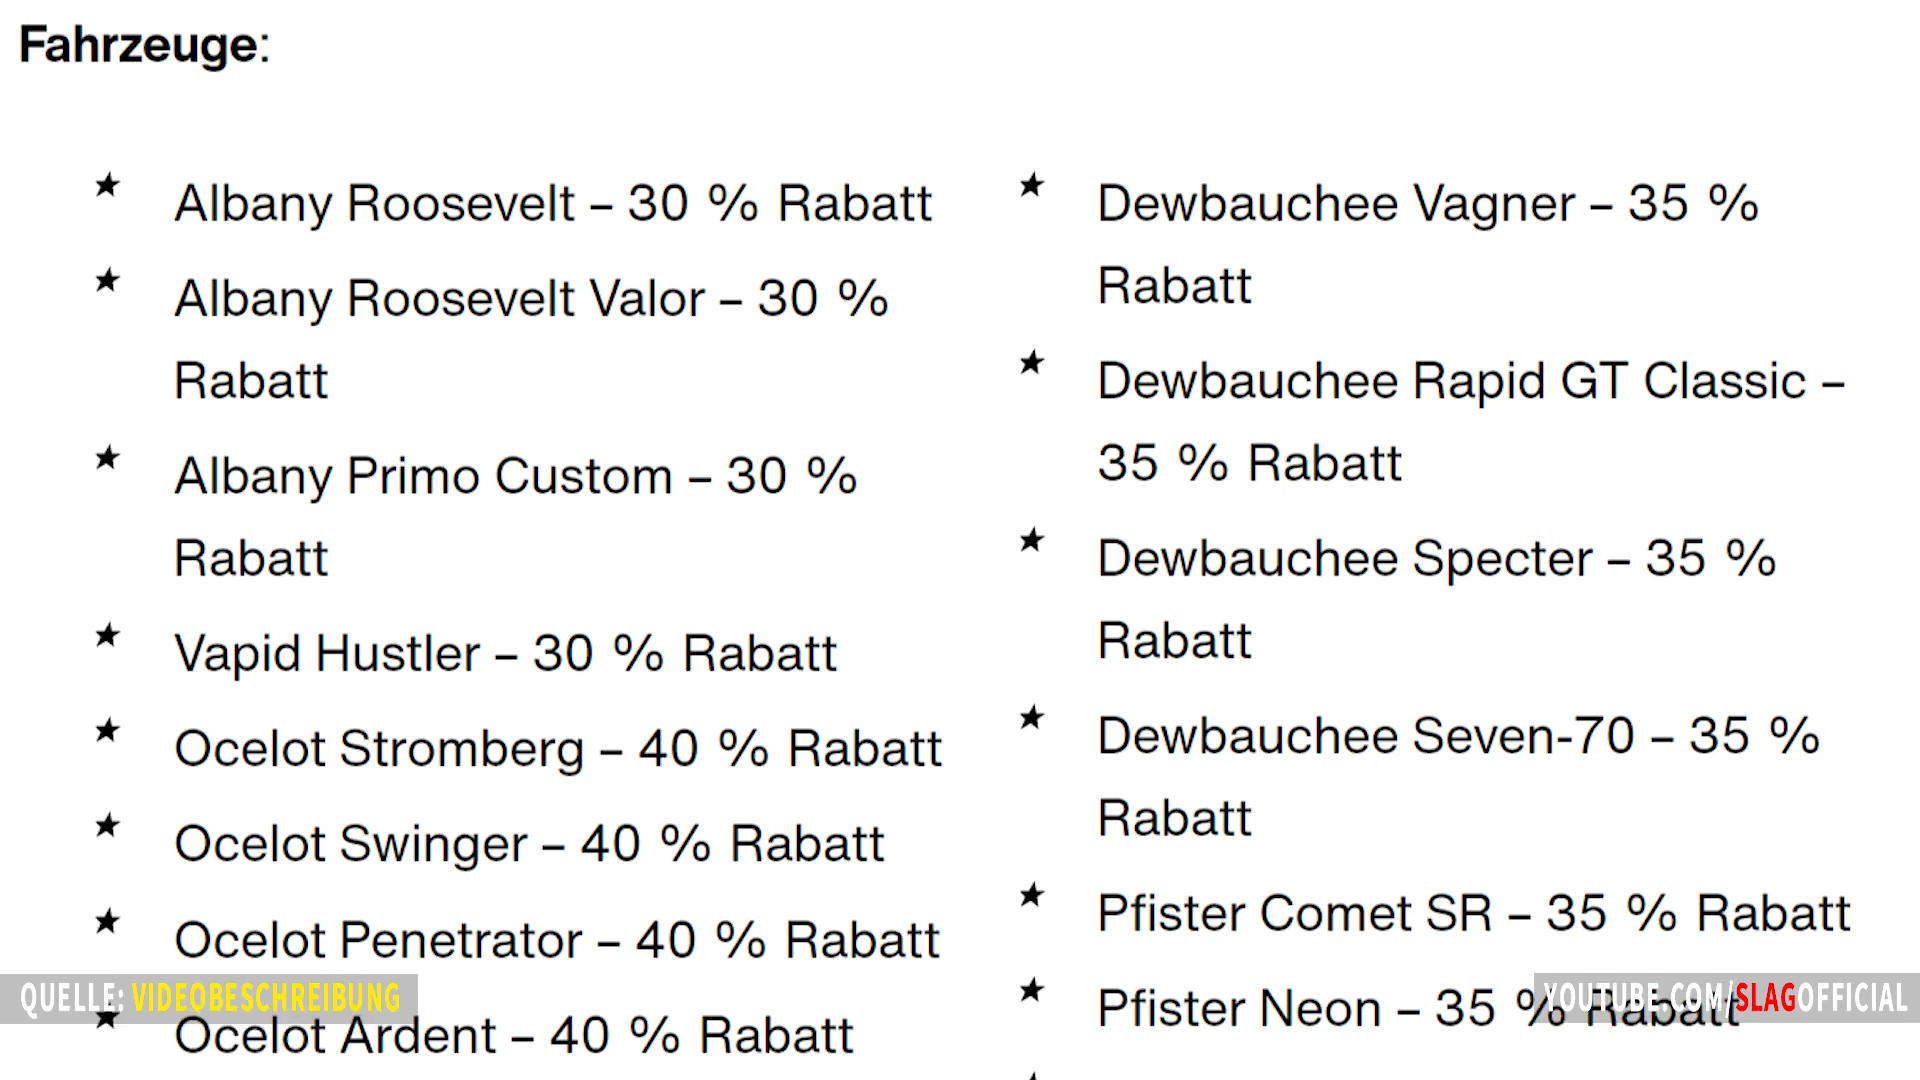 Fahrzeuge:
Albany Roosevelt – 30 % Rabatt
Albany Roosevelt Valor – 30 %
Rabatt
Albany Primo Custom – 30 %
Rabatt
Vapid Hustler – 30 % Rabatt
Ocelot Stromberg – 40 % Rabatt
Ocelot Swinger – 40 % Rabatt
Ocelot Penetrator – 40 % Rabatt
Ocelot Ardent – 40 % Rabatt
Dewbauchee Vagner – 35 %
Rabatt
Dewbauchee Rapid GT Classic –
35 % Rabatt
Dewbauchee Specter – 35 %
Rabatt
Dewbauchee Seven-70 – 35 %
Rabatt
Pfister Comet SR – 35 % Rabatt
Pfister Neon – 35 % Rabatt
QUELLE: VIDEOBESCHREIBUNG
YOUTUBE.COM/SLAGOFFICIAL